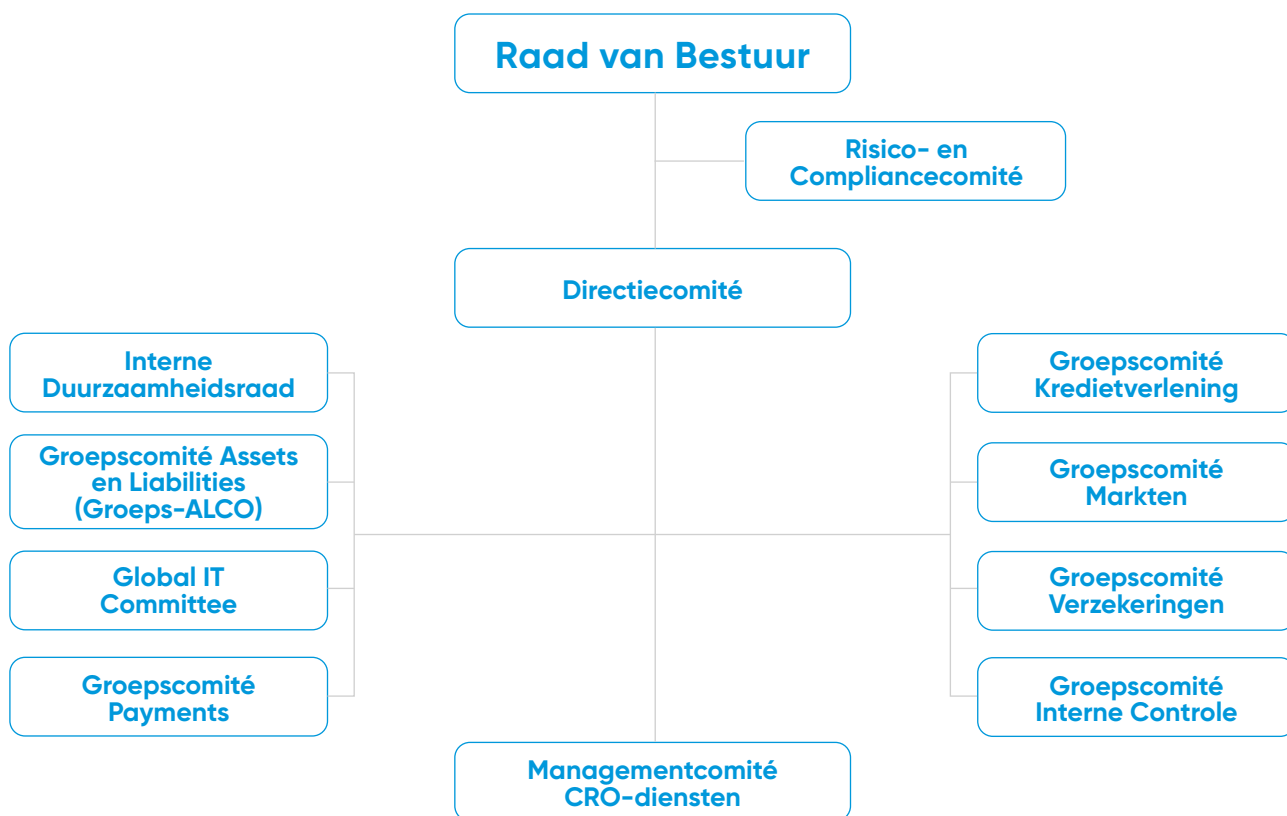 Raad van Bestuur
Risico- en
Compliancecomité
Directiecomité
Interne
Duurzaamheidsraad
Groepscomité Assets
en Liabilities
(Groeps-ALCO)
Global IT
Committee
Groepscomité
Payments
Groepscomité
Kredietverlening
Groepscomité
Markten
Groepscomité
Verzekeringen
Groepscomité
Interne Controle
Managementcomité
CRO-diensten